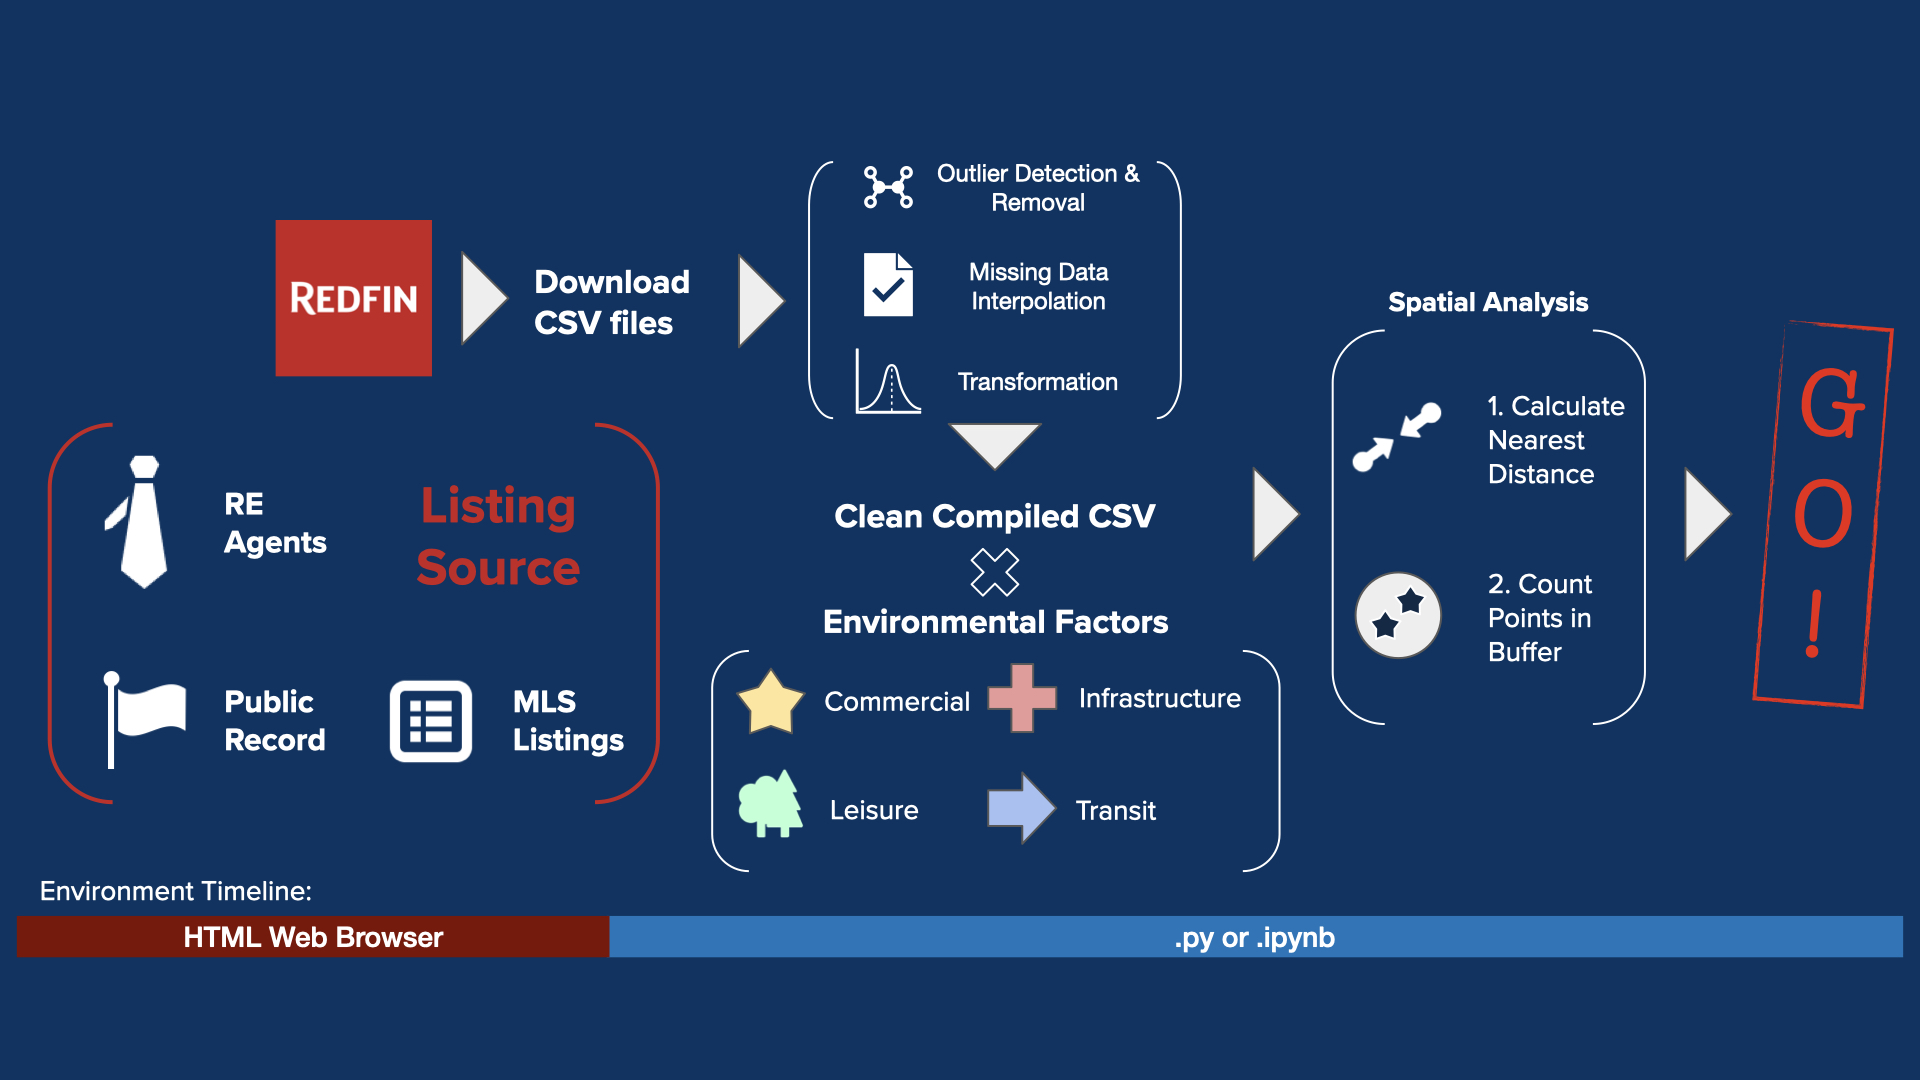 REDFIN
Download
CSV files
Outlier Detection &
Removal
Missing Data
Interpolation
Transformation
RE
Agents
Listing
Source
Public
Record
MLS
Listings
Clean Compiled CSV
Environmental Factors
Commercial
Infrastructure
Leisure
Transit
Spatial Analysis
1. Calculate
Nearest
Distance
2. Count
Points in
Buffer
G
O
!
Environment Timeline:
HTML Web Browser
.py or .ipynb